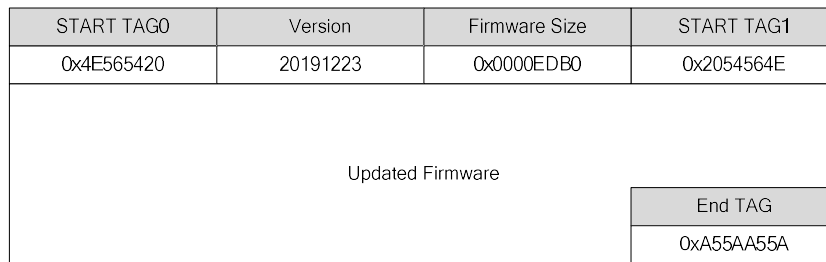 START TAG0 Version Firmware Size START TAG1
0x4E565420 20191223 0x0000EDB0 0x2054564E
Updated Firmware
End TAG
0xA55AA55A